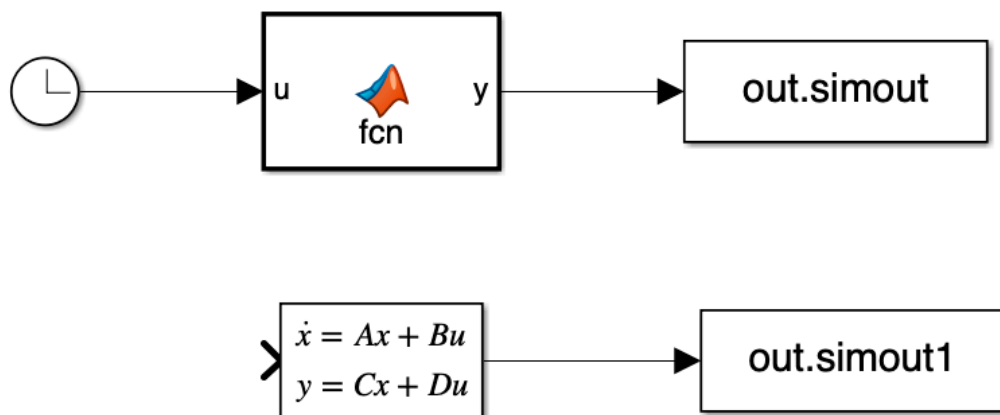 u
y
fcn
out.simout
ẋ = Ax + Bu
y = Cx + Du
out.simout1